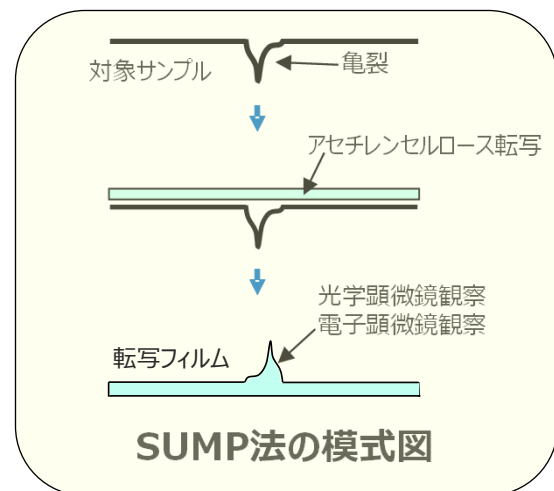 対象サンプル
亀裂
アセチレンセルロース転写
光学顕微鏡観察
電子顕微鏡観察
転写フィルム
SUMP法の模式図